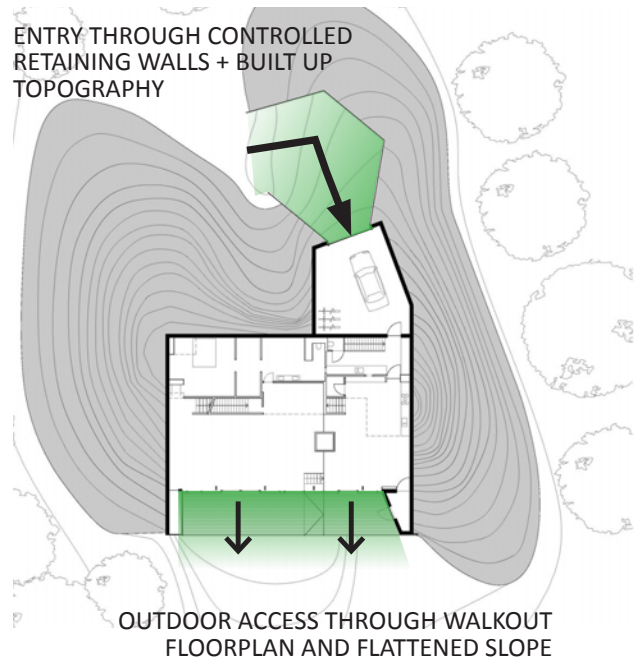 ENTRY THROUGH CONTROLLED
RETAINING WALLS + BUILT UP
TOPOGRAPHY
OUTDOOR ACCESS THROUGH WALKOUT
FLOORPLAN AND FLATTENED SLOPE